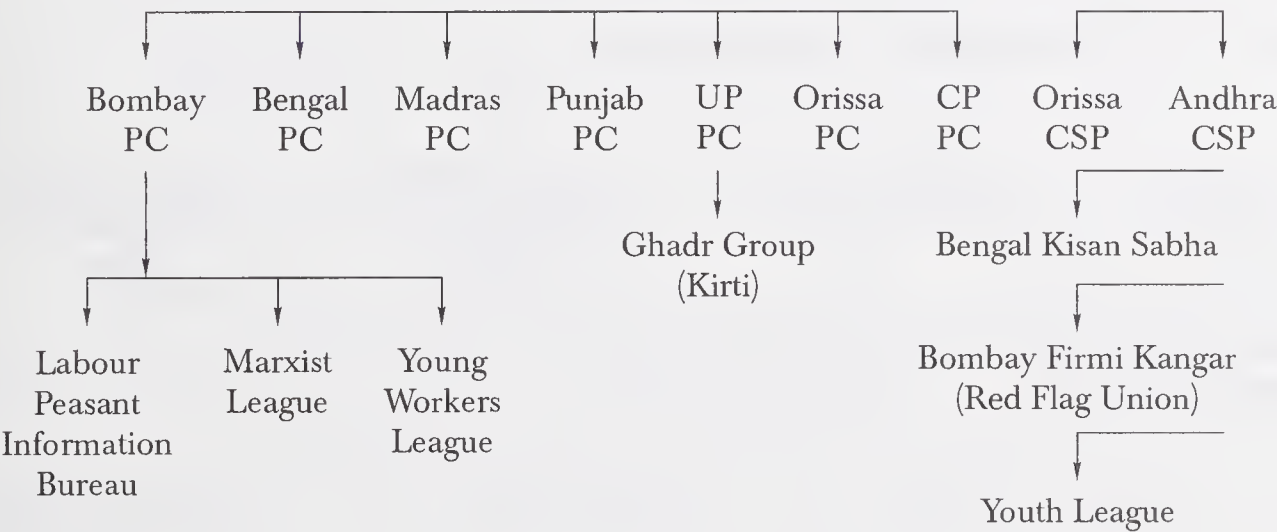 Bombay Bengal Madras Punjab UP Orissa CP Orissa Andhra
PC PC PC PC PC PC PC CSP CSP
Ghadr Group
(Kirti)
Bengal Kisan Sabha
Labour
Peasant
Information
Bureau
Marxist
League
Young
Workers
League
Bombay Firmi Kangar
(Red Flag Union)
Youth League